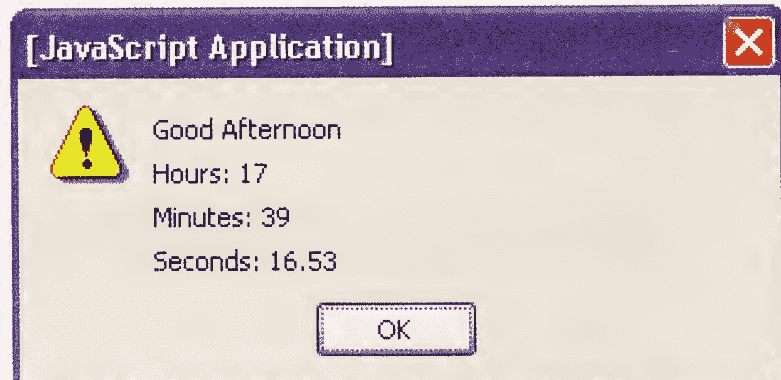 [JavaScript Application]
Good Afternoon
Hours: 17
Minutes: 39
Seconds: 16.53
OK